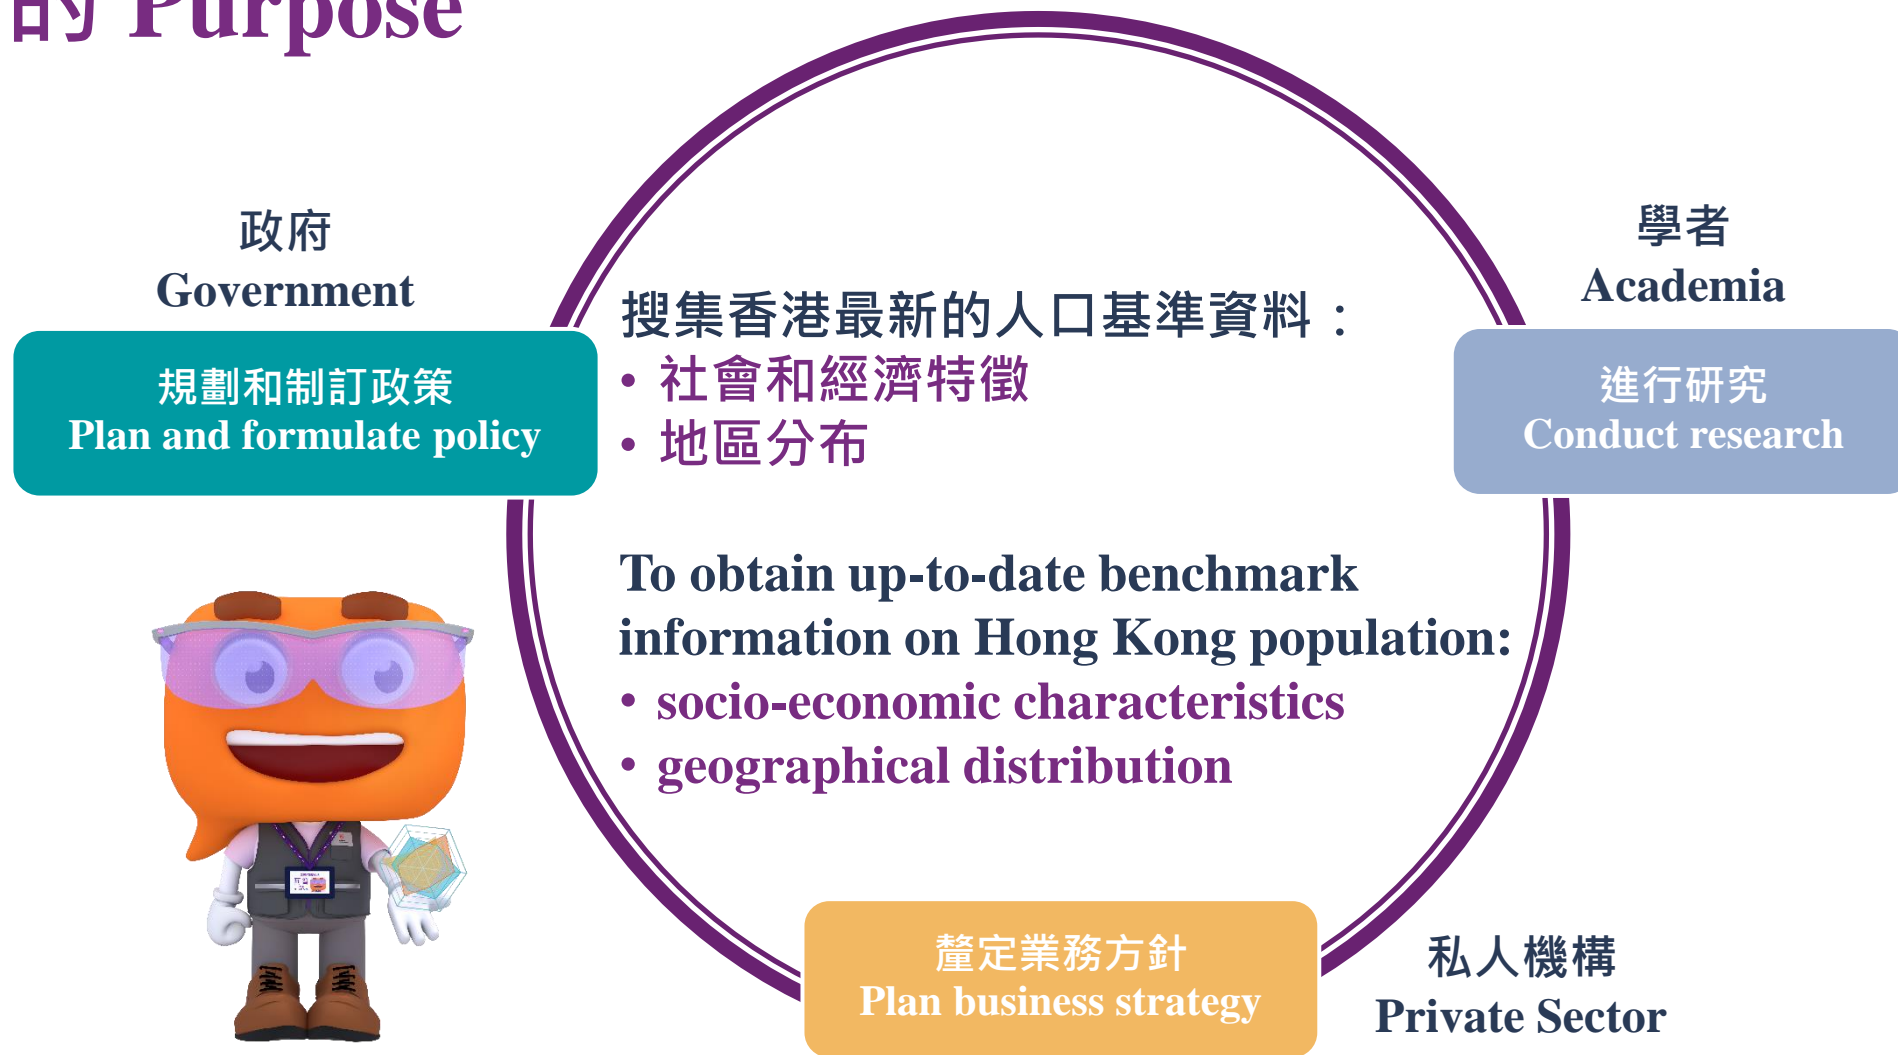 的 Purpose
政府
Government
規劃和制訂政策
Plan and formulate policy
搜集香港最新的人口基準資料：
• 社會和經濟特徵
• 地區分布
To obtain up-to-date benchmark
information on Hong Kong population:
• socio-economic characteristics
• geographical distribution
學者
Academia
進行研究
Conduct research
釐定業務方針
Plan business strategy
私人機構
Private Sector